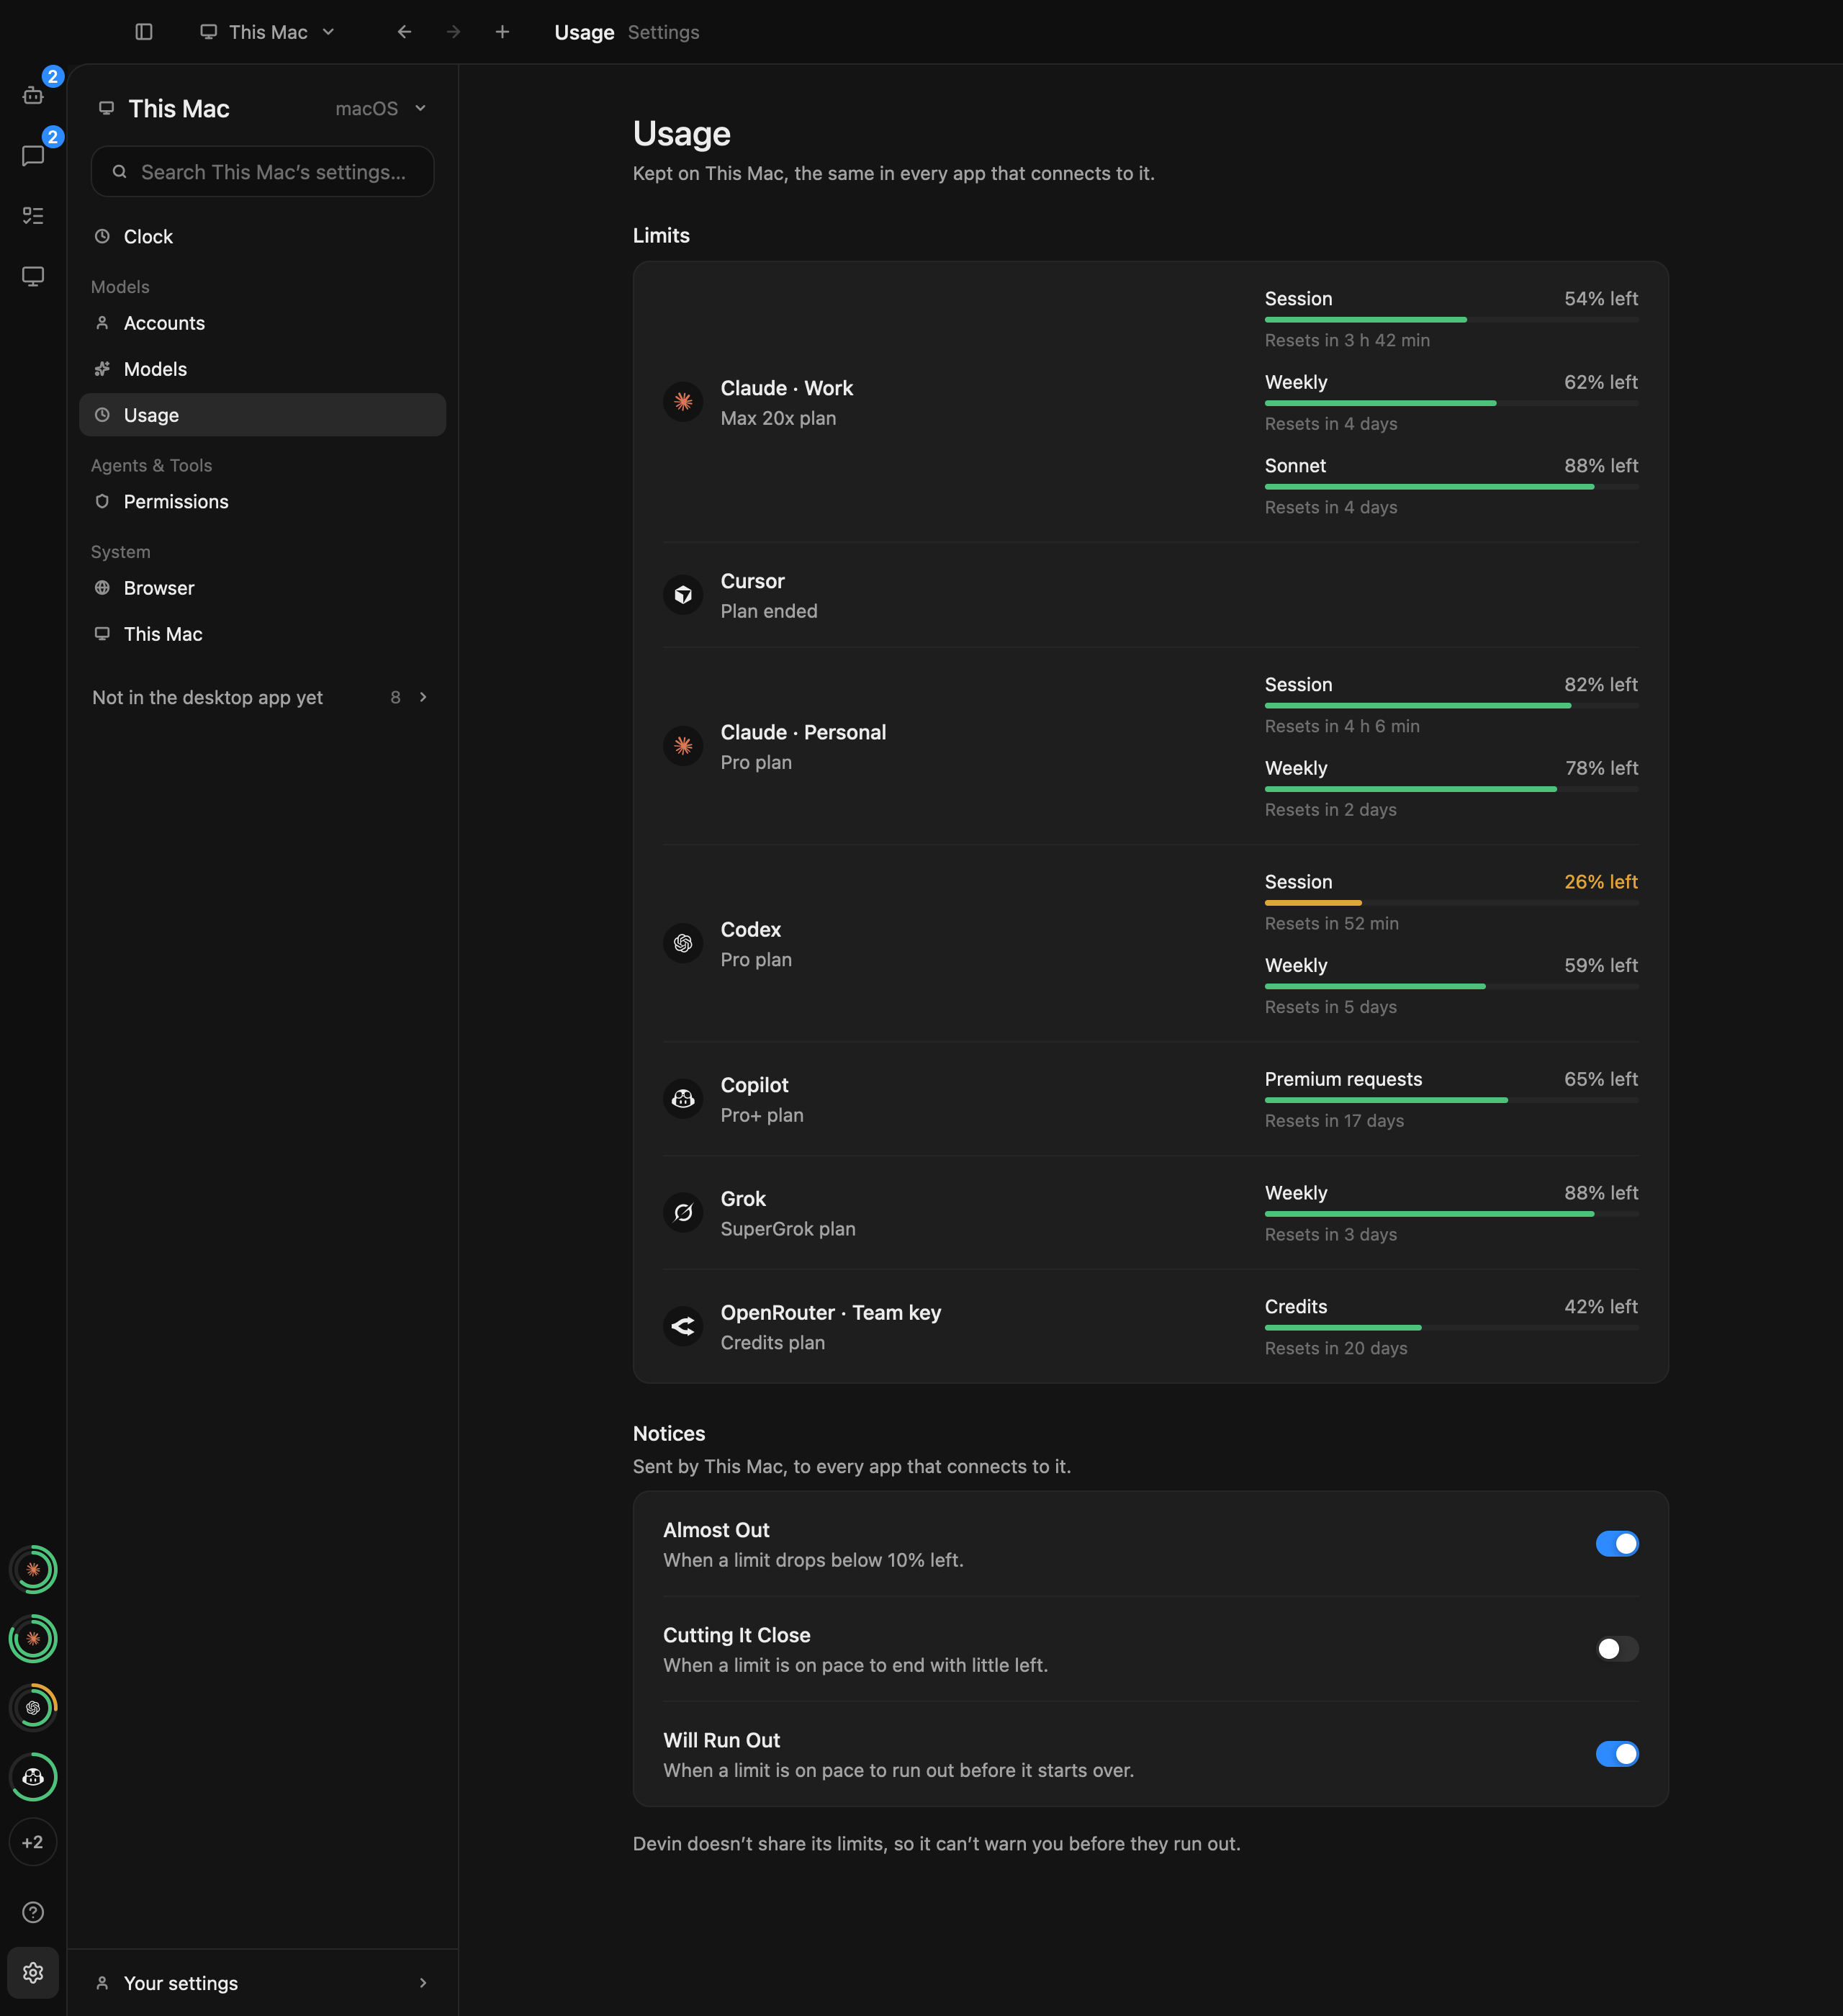 This Mac
Usage Settings
2
2
This Mac macOS
Search This Mac’s settings...
Clock
Models
Accounts
Models
Usage
Agents & Tools
Permissions
System
Browser
This Mac
Not in the desktop app yet 8
+2
Your settings
Usage
Kept on This Mac, the same in every app that connects to it.
Limits
Claude · Work
Max 20x plan
Session 54% left
Resets in 3 h 42 min
Weekly 62% left
Resets in 4 days
Sonnet 88% left
Resets in 4 days
Cursor
Plan ended
Claude · Personal
Pro plan
Session 82% left
Resets in 4 h 6 min
Weekly 78% left
Resets in 2 days
Codex
Pro plan
Session 26% left
Resets in 52 min
Weekly 59% left
Resets in 5 days
Copilot
Pro+ plan
Premium requests 65% left
Resets in 17 days
Grok
SuperGrok plan
Weekly 88% left
Resets in 3 days
OpenRouter · Team key
Credits plan
Credits 42% left
Resets in 20 days
Notices
Sent by This Mac, to every app that connects to it.
Almost Out
When a limit drops below 10% left.
Cutting It Close
When a limit is on pace to end with little left.
Will Run Out
When a limit is on pace to run out before it starts over.
Devin doesn’t share its limits, so it can’t warn you before they run out.